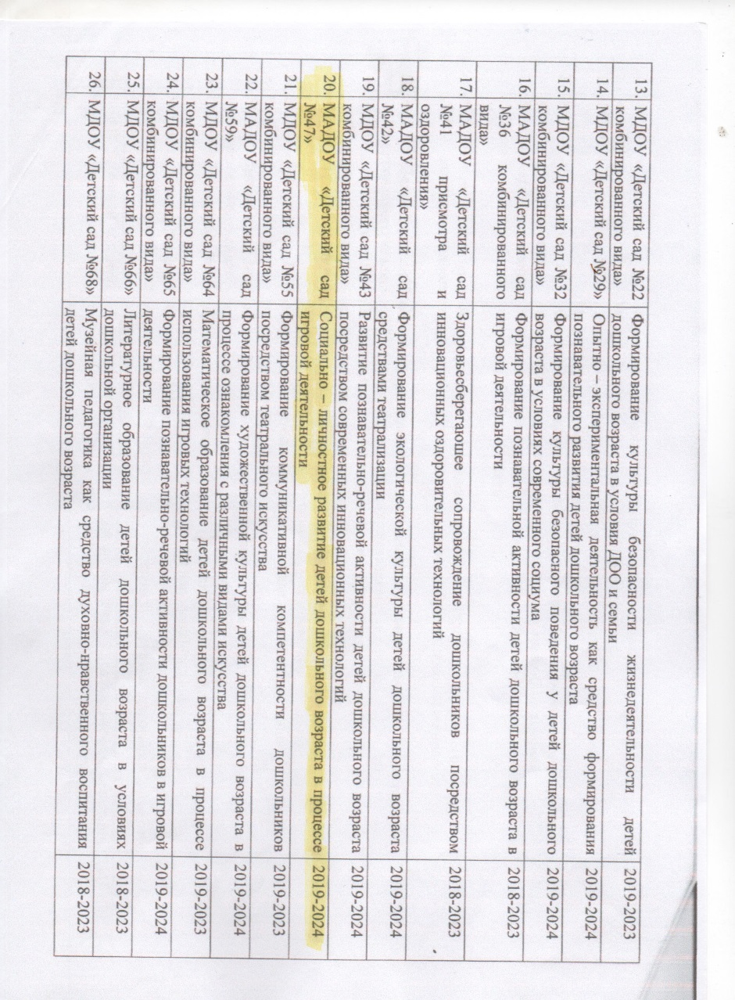 13. МДОУ «Детский сад №22 Формирование культуры безопасности жизнедеятельности детей 2019-2023
комбинированного вида» дошкольного возраста в условия ДОО и семьи
14. МДОУ «Детский сад №29» Опытно – экспериментальная деятельность как средство формирования 2019-2024
познавательного развития детей дошкольного возраста
15. МДОУ «Детский сад №32 Формирование культуры безопасного поведения у детей дошкольного 2019-2024
комбинированного вида» возраста в условиях современного социума
16. МАДОУ «Детский сад Формирование познавательной активности детей дошкольного возраста в 2018-2023
№36 комбинированного игровой деятельности
вида»
17. МАДОУ «Детский сад Здоровьесберегающее сопровождение дошкольников посредством 2018-2023
№41 присмотра и инновационных оздоровительных технологий
оздоровления»
18. МАДОУ «Детский сад Формирование экологической культуры детей дошкольного возраста 2019-2024
№42» средствами театрализации
19. МДОУ «Детский сад №43 Развитие познавательно-речевой активности детей дошкольного возраста 2019-2024
комбинированного вида» посредством современных инновационных технологий
20. МАДОУ «Детский сад Социально – личностное развитие детей дошкольного возраста в процессе 2019-2024
№47» игровой деятельности
21. МДОУ «Детский сад №55 Формирование коммуникативной компетентности дошкольников 2019-2023
комбинированного вида» посредством театрального искусства
22. МАДОУ «Детский сад Формирование художественной культуры детей дошкольного возраста в 2019-2024
№59» процессе ознакомления с различными видами искусства
23. МДОУ «Детский сад №64 Математическое образование детей дошкольного возраста в процессе 2019-2023
комбинированного вида» использования игровых технологий
24. МДОУ «Детский сад №65 Формирование познавательно-речевой активности дошкольников в игровой 2019-2024
комбинированного вида» деятельности
25. МДОУ «Детский сад №66» Литературное образование детей дошкольного возраста в условиях 2018-2023
дошкольной организации
26. МДОУ «Детский сад №68» Музейная педагогика как средство духовно-нравственного воспитания 2018-2023
детей дошкольного возраста